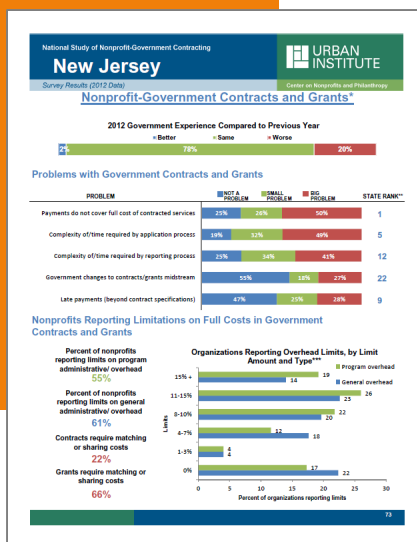 National Study of Nonprofit-Government Contracting
New Jersey
URBAN
INSTITUTE
Survey Results (2012 Data)
Center on Nonprofits and Philanthropy
Nonprofit-Government Contracts and Grants*
2012 Government Experience Compared to Previous Year
Better Same Worse
2% 78% 20%
Problems with Government Contracts and Grants
PROBLEM
NOT A PROBLEM
SMALL PROBLEM
BIG PROBLEM
STATE RANK**
Payments do not cover full cost of contracted services 25% 26% 50% 1
Complexity of/time required by application process 19% 32% 49% 5
Complexity of/time required by reporting process 25% 34% 41% 12
Government changes to contracts/grants midstream 55% 18% 27% 22
Late payments (beyond contract specifications) 47% 25% 28% 9
Nonprofits Reporting Limitations on Full Costs in Government
Contracts and Grants
Percent of nonprofits
reporting limits on program
administrative/ overhead
55%
Percent of nonprofits
reporting limits on general
administrative/ overhead
61%
Contracts require matching
or sharing costs
22%
Grants require matching or
sharing costs
66%
Organizations Reporting Overhead Limits, by Limit
Amount and Type***
Program overhead
General overhead
Limits
15% + 19 14
11-15% 26 23
8-10% 22 20
4-7% 12 18
1-3% 4 4
0% 17 22
0 5 10 15 20 25 30
Percent of organizations reporting limits
73